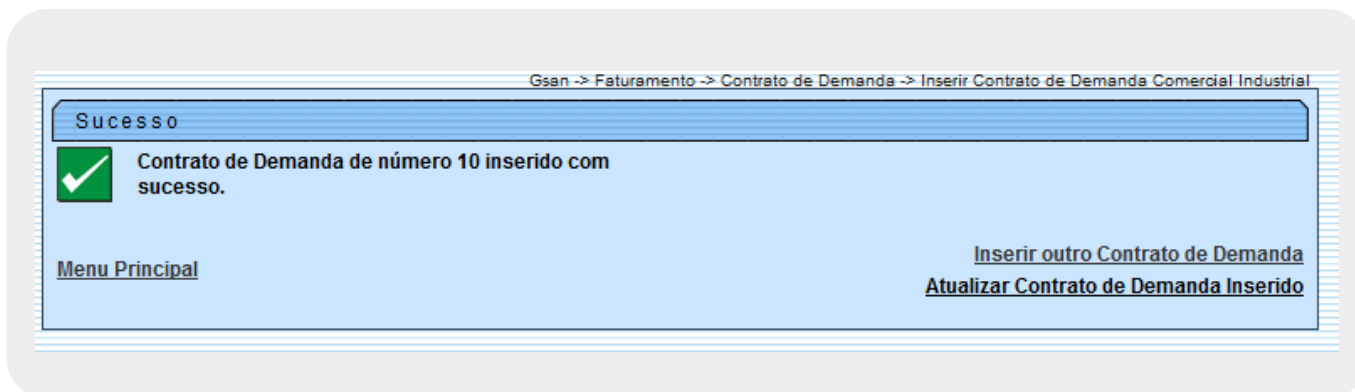 Gsan -> Faturamento -> Contrato de Demanda -> Inserir Contrato de Demanda Comercial Industrial
Sucesso
Contrato de Demanda de número 10 inserido com
sucesso.
Inserir outro Contrato de Demanda
Menu Principal
Atualizar Contrato de Demanda Inserido